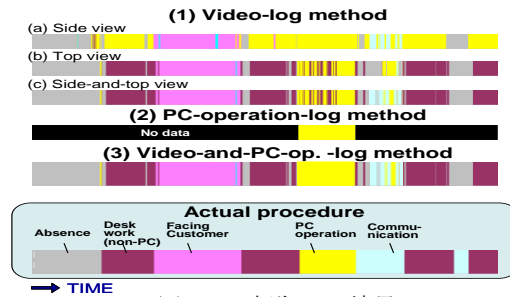 (1) Video-log method
(a) Side view
(b) Top view
(c) Side-and-top view
(2) PC-operation-log method
No data
(3) Video-and-PC-op. -log method
Actual procedure
Absence
Desk work (non-PC)
Facing Customer
PC operation
Commu-nication
TIME